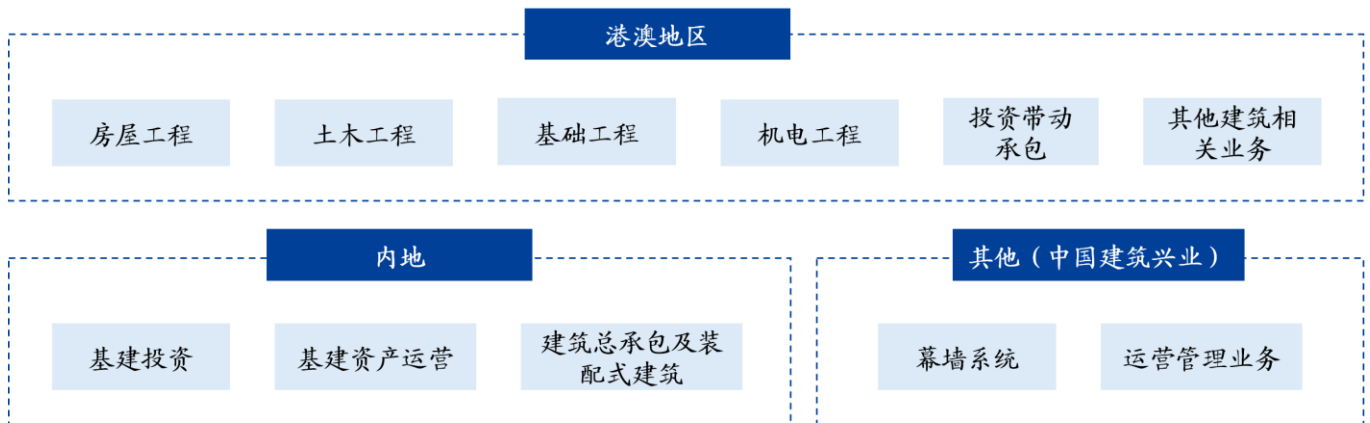 港澳地区
房屋工程
土木工程
基础工程
机电工程
投资带动
承包
其他建筑相
关业务
内地
基建投资
基建资产运营
建筑总承包及装
配式建筑
其他（中国建筑兴业）
幕墙系统
运营管理业务